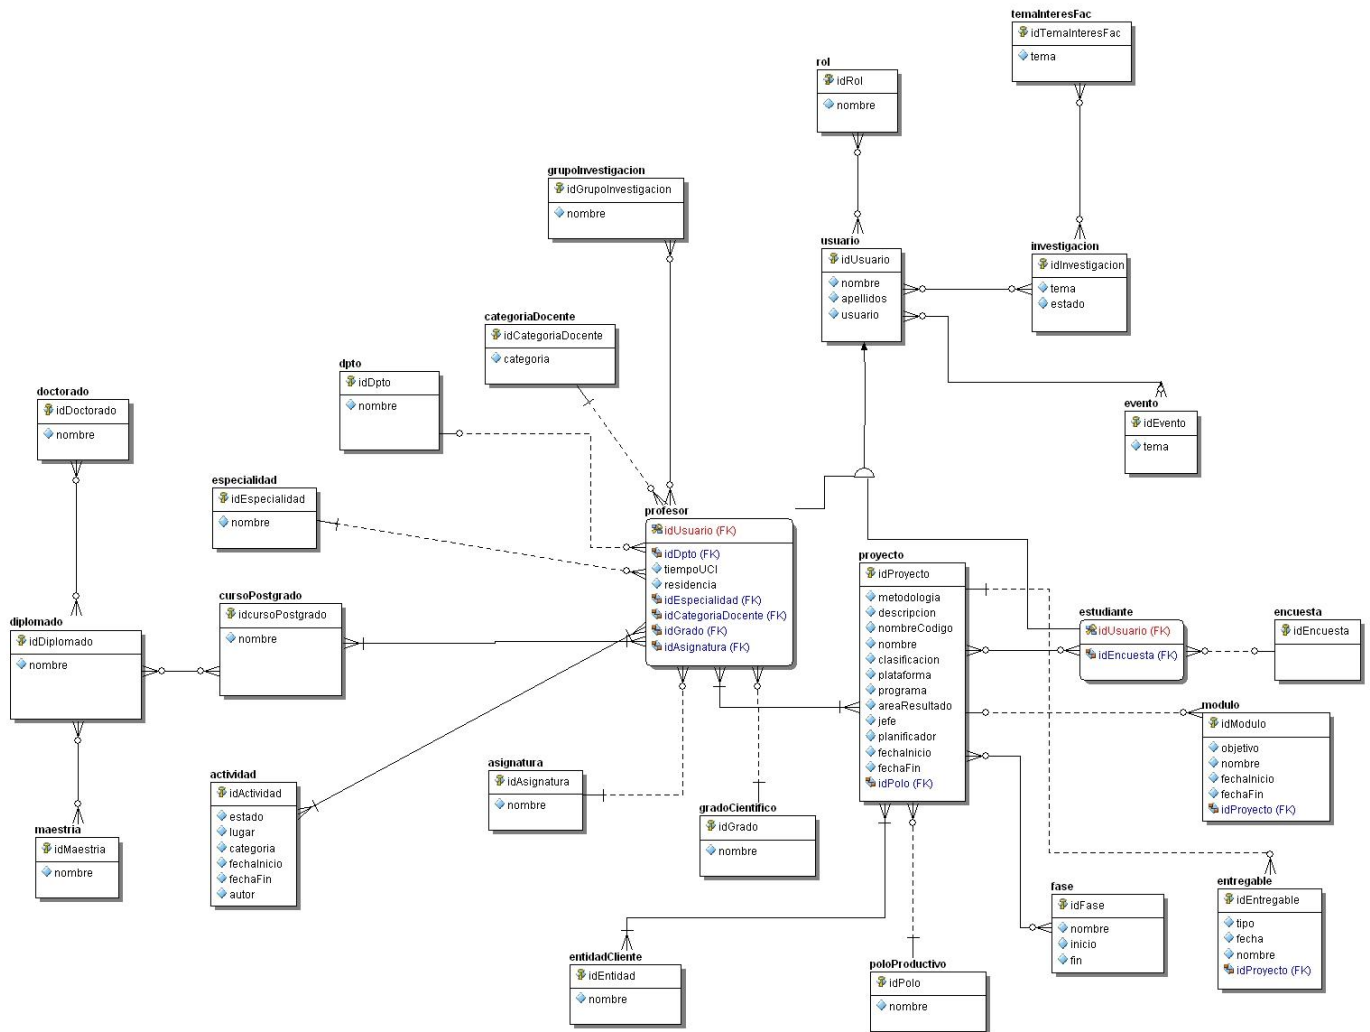 temaInteresFac
idTemaInteresFac
tema
rol
idRol
nombre
grupoInvestigacion
idGrupoInvestigacion
nombre
usuario
idUsuario
nombre
apellidos
usuario
investigacion
idInvestigacion
tema
estado
categoriaDocente
idCategoriaDocente
categoria
dpto
idDpto
nombre
doctorado
idDoctorado
nombre
evento
idEvento
tema
especialidad
idEspecialidad
nombre
profesor
idUsuario (FK)
idDpto (FK)
tiempoUCI
residencia
idEspecialidad (FK)
idCategoriaDocente (FK)
idGrado (FK)
idAsignatura (FK)
proyecto
idProyecto
metodologia
descripcion
nombreCodigo
nombre
clasificacion
plataforma
programa
areaResultado
jefe
planificador
fechaInicio
fechaFin
idPolo (FK)
cursoPostgrado
idcursoPostgrado
nombre
diplomado
idDiplomado
nombre
estudiante
idUsuario (FK)
idEncuesta (FK)
encuesta
idEncuesta
modulo
idModulo
objetivo
nombre
fechaInicio
fechaFin
idProyecto (FK)
actividad
idActividad
estado
lugar
categoria
fechaInicio
fechaFin
autor
asignatura
idAsignatura
nombre
gradoCientifico
idGrado
nombre
maestria
idMaestria
nombre
fase
idFase
nombre
inicio
fin
entregable
idEntregable
tipo
fecha
nombre
idProyecto (FK)
entidadCliente
idEntidad
nombre
poloProductivo
idPolo
nombre